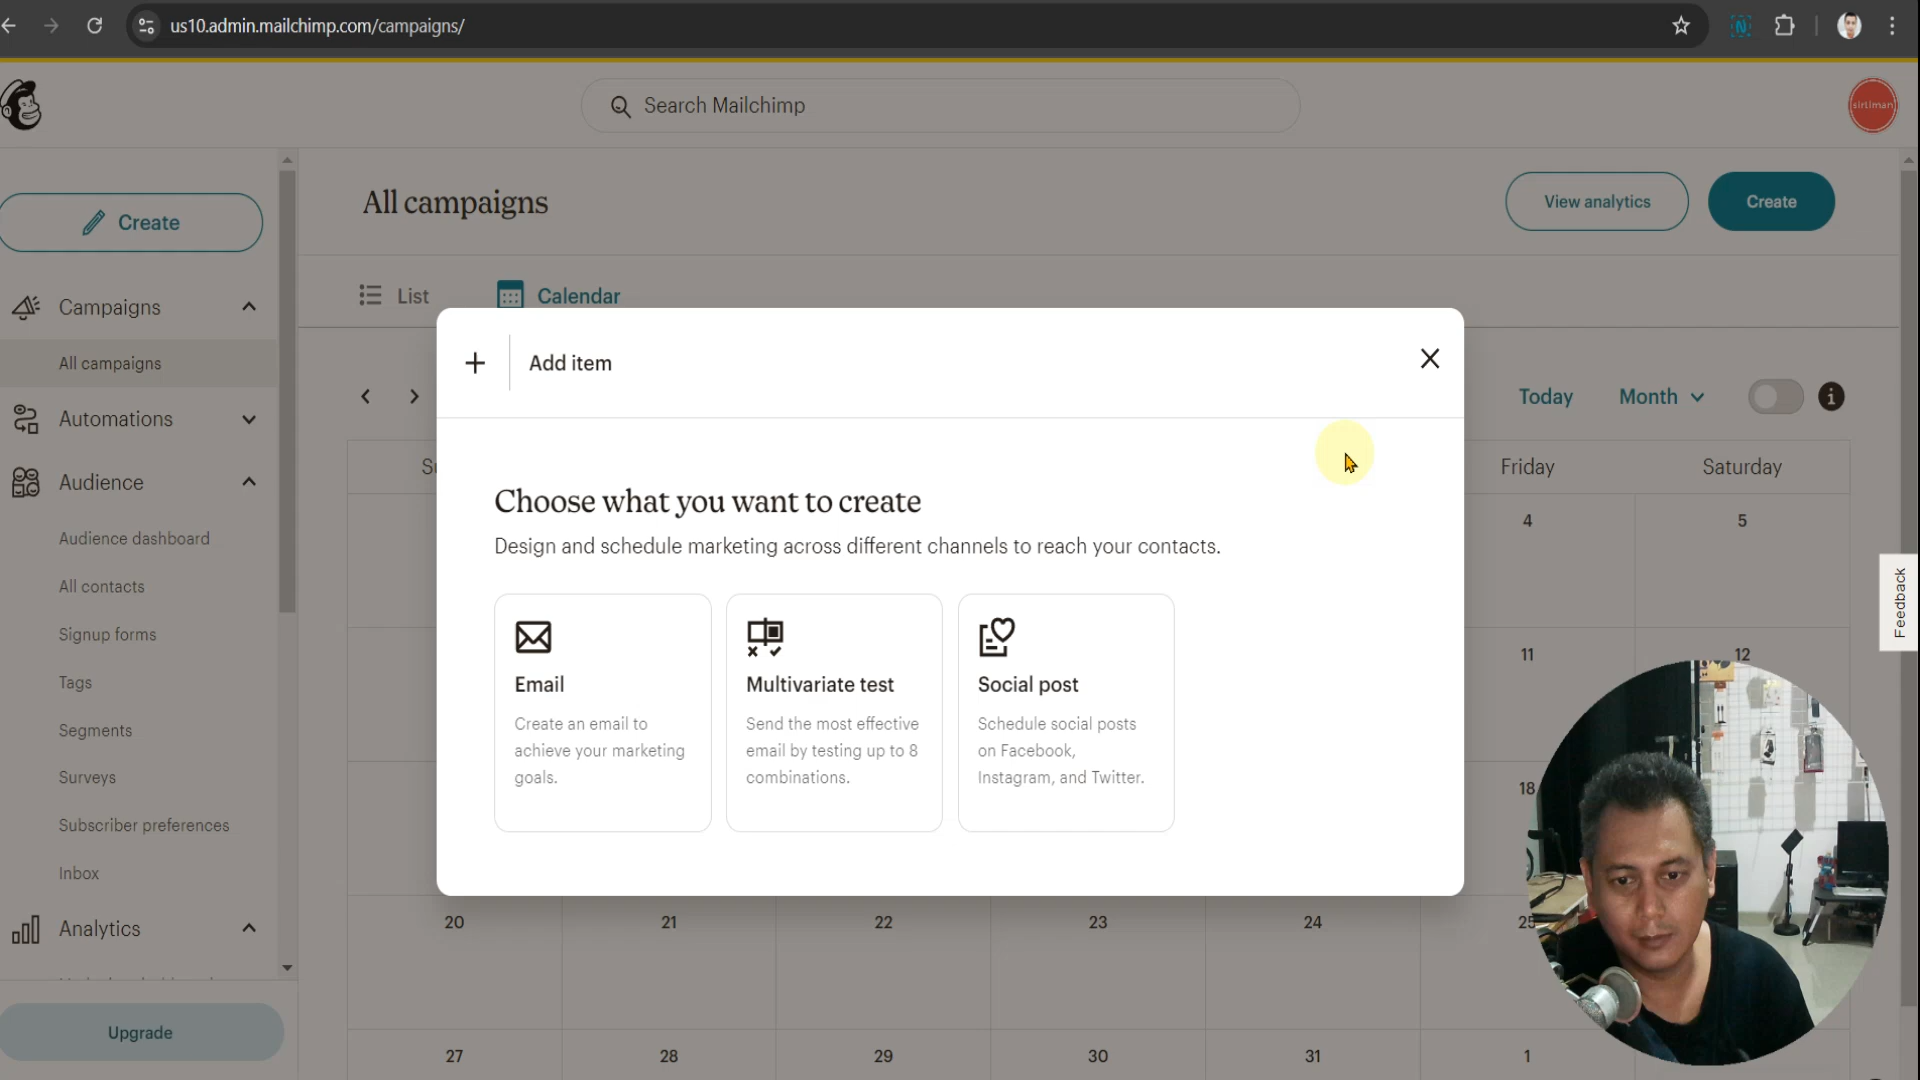 us10.admin.mailchimp.com/campaigns/
Search Mailchimp
sirliman
Create
All campaigns
View analytics
Create
List
Calendar
Campaigns
All campaigns
Automations
Audience
Audience dashboard
All contacts
Signup forms
Tags
Segments
Surveys
Subscriber preferences
Inbox
Analytics
Upgrade
Add item
Choose what you want to create
Design and schedule marketing across different channels to reach your contacts.
Email
Create an email to
achieve your marketing
goals.
Multivariate test
Send the most effective
email by testing up to 8
combinations.
Social post
Schedule social posts
on Facebook,
Instagram, and Twitter.
Today
Month
Friday
Saturday
4
5
11
12
18
20
21
22
23
24
25
27
28
29
30
31
1
Feedback